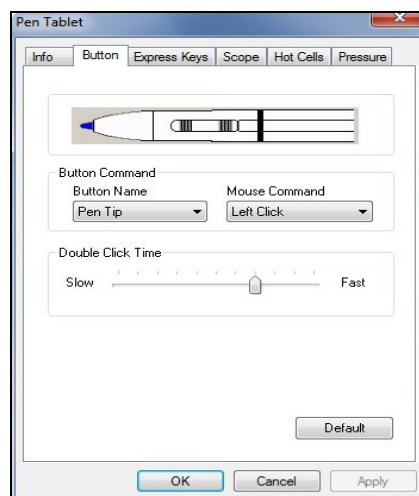 Pen Tablet
Info Button Express Keys Scope Hot Cells Pressure
Button Command
Button Name Mouse Command
Pen Tip Left Click
Double Click Time
Slow Fast
Default
OK Cancel Apply